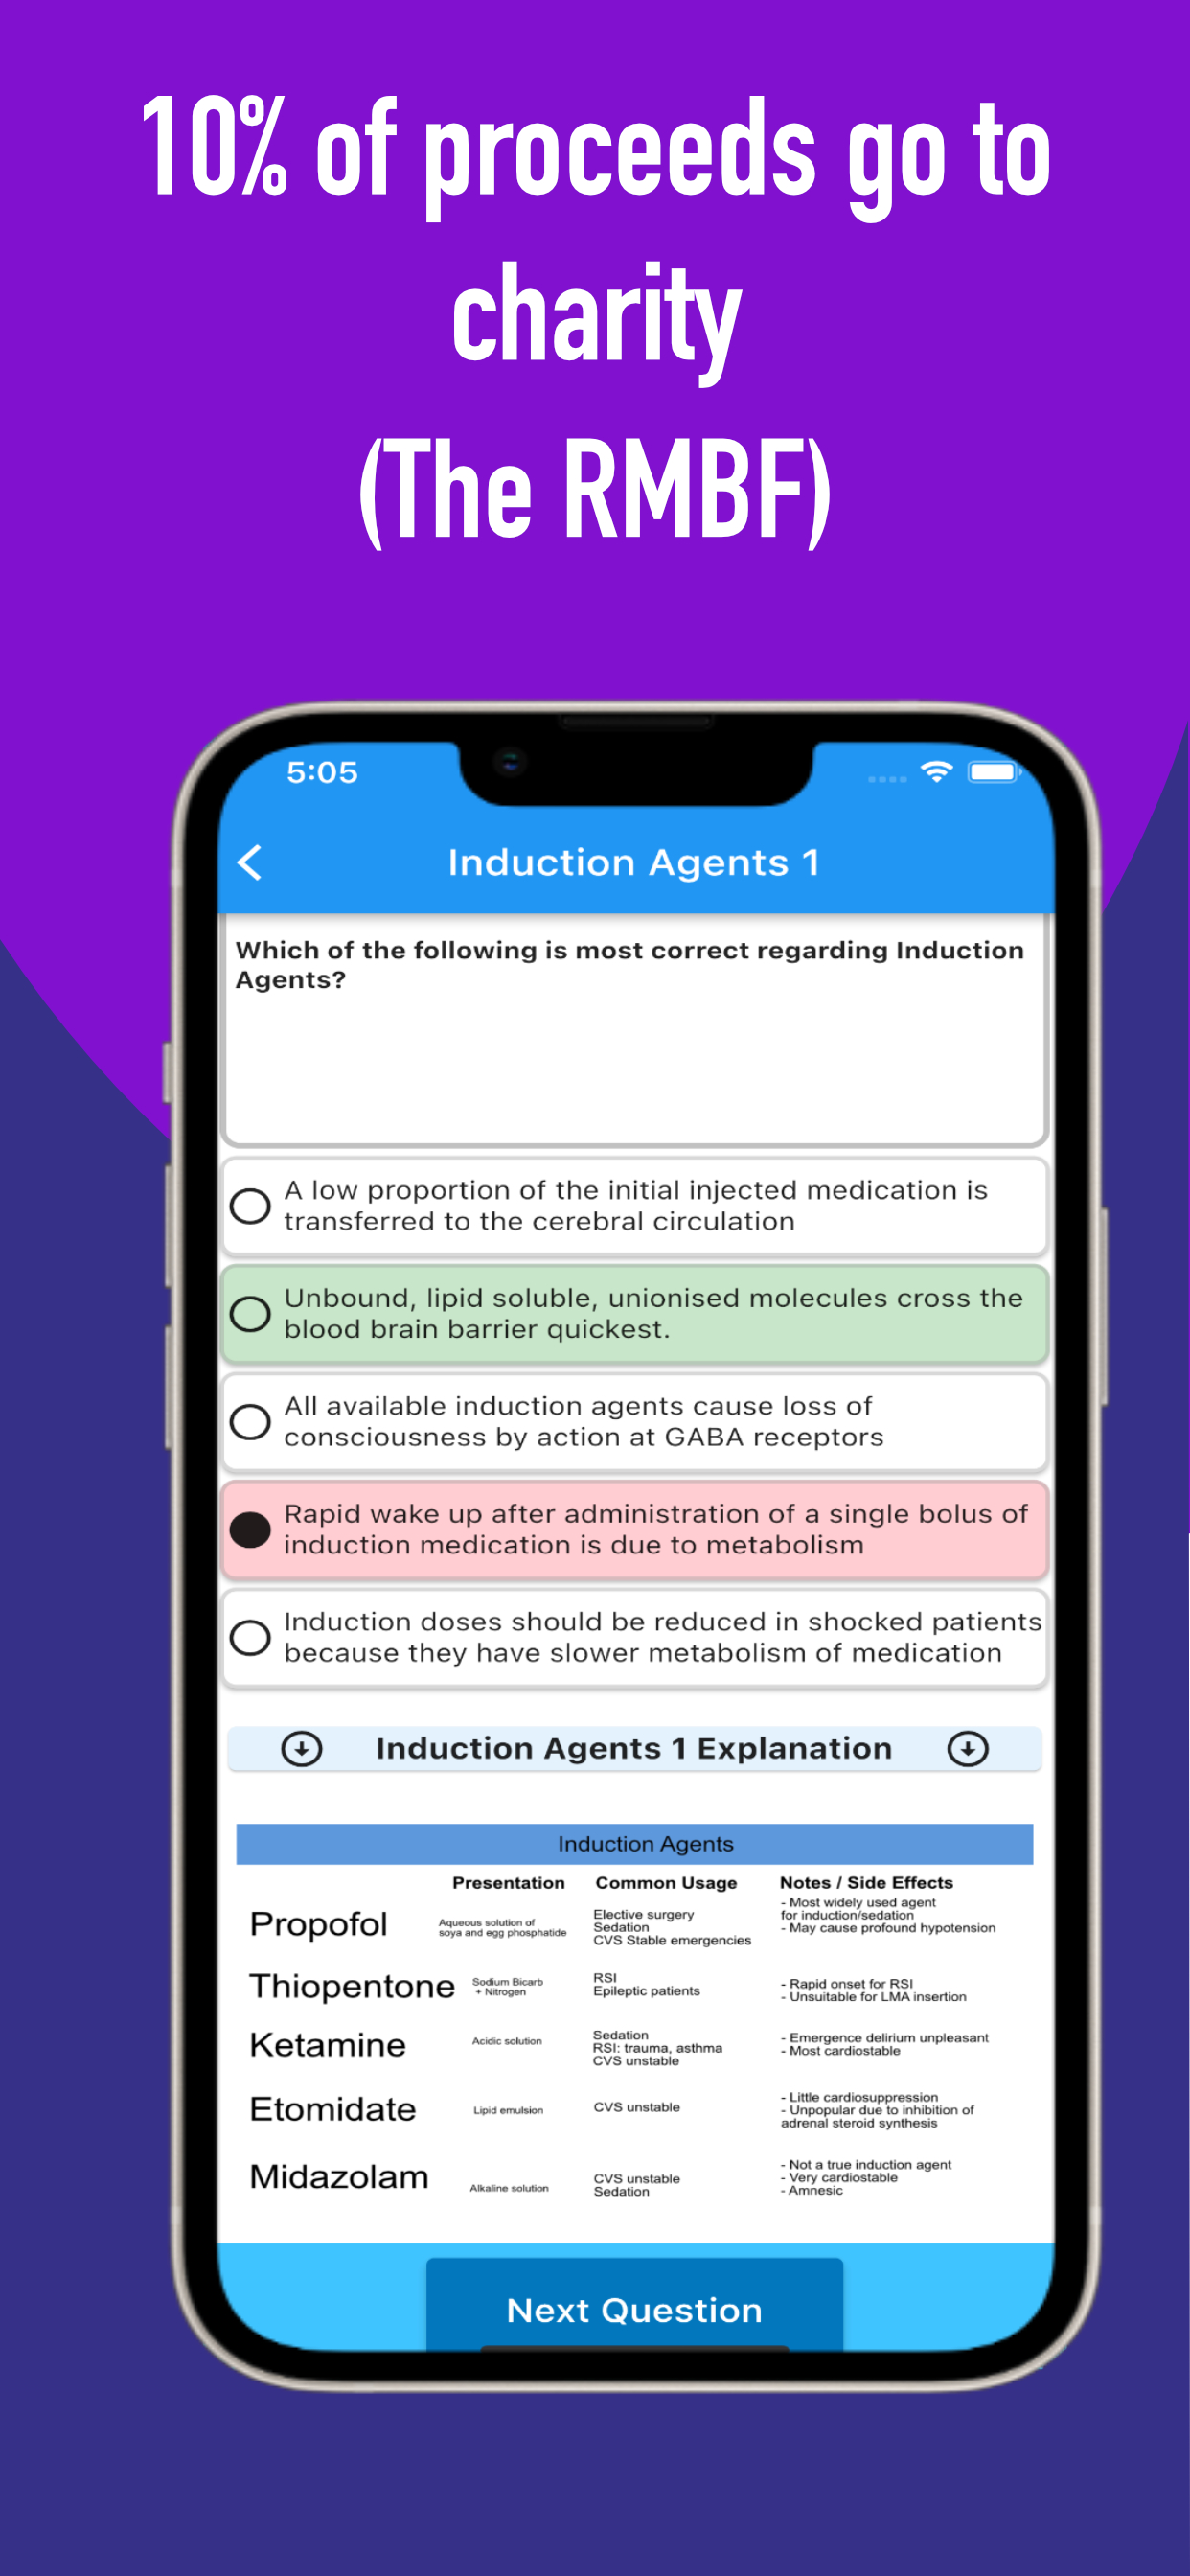 10% of proceeds go to
charity
(The RMBF)
5:05
Induction Agents 1
Which of the following is most correct regarding Induction
Agents?
A low proportion of the initial injected medication is
transferred to the cerebral circulation
Unbound, lipid soluble, unionised molecules cross the
blood brain barrier quickest.
All available induction agents cause loss of
consciousness by action at GABA receptors
Rapid wake up after administration of a single bolus of
induction medication is due to metabolism
Induction doses should be reduced in shocked patients
because they have slower metabolism of medication
Induction Agents 1 Explanation
Induction Agents
Presentation Common Usage Notes / Side Effects
Propofol
Aqueous solution of
soya and egg phosphatide
Elective surgery
Sedation
CVS Stable emergencies
- Most widely used agent
for induction/sedation
- May cause profound hypotension
Thiopentone
Sodium Bicarb
+ Nitrogen
RSI
Epileptic patients
- Rapid onset for RSI
- Unsuitable for LMA insertion
Ketamine
Acidic solution
Sedation
RSI: trauma, asthma
CVS unstable
- Emergence delirium unpleasant
- Most cardiostable
Etomidate
Lipid emulsion
CVS unstable
- Little cardiosuppression
- Unpopular due to inhibition of
adrenal steroid synthesis
Midazolam
Alkaline solution
CVS unstable
Sedation
- Not a true induction agent
- Very cardiostable
- Amnesic
Next Question